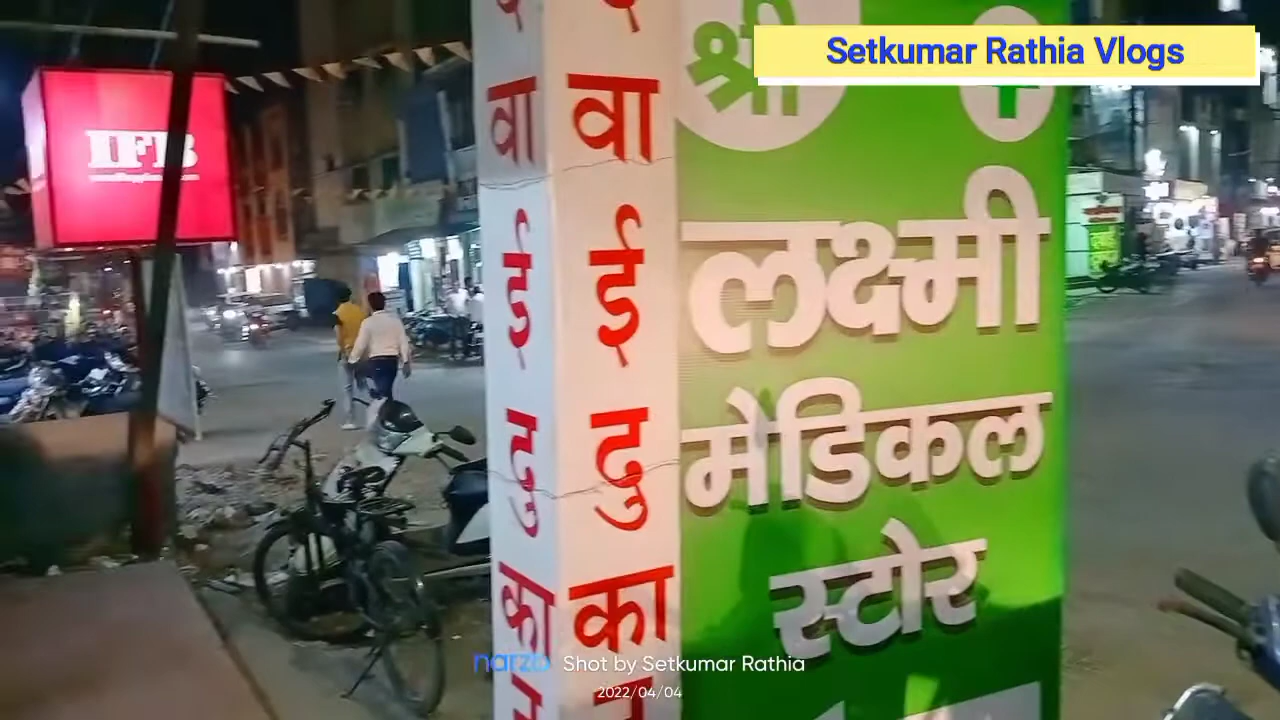 Setkumar Rathia Vlogs
IFB
श्री
लक्ष्मी
मेडिकल
स्टोर
वा
ई
दु
का
वा
ई
दु
का
narzo Shot by Setkumar Rathia
2022/04/04